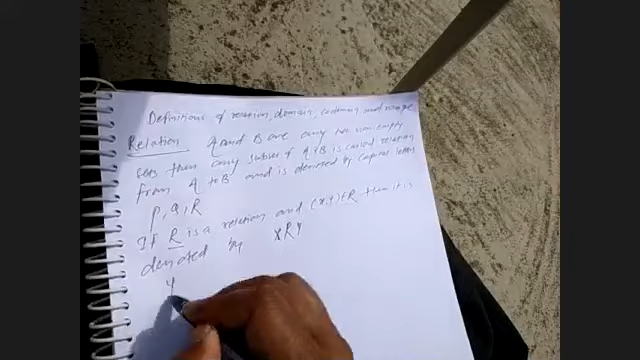 Definitions of relation, domain, codomain and range
Relation A and B are any two non empty
sets then any subset of A x B is called relation
from A to B and is denoted by capital letters
P, Q, R
If R is a relation and (x, y) ∈ R then it is
denoted by xRy
y